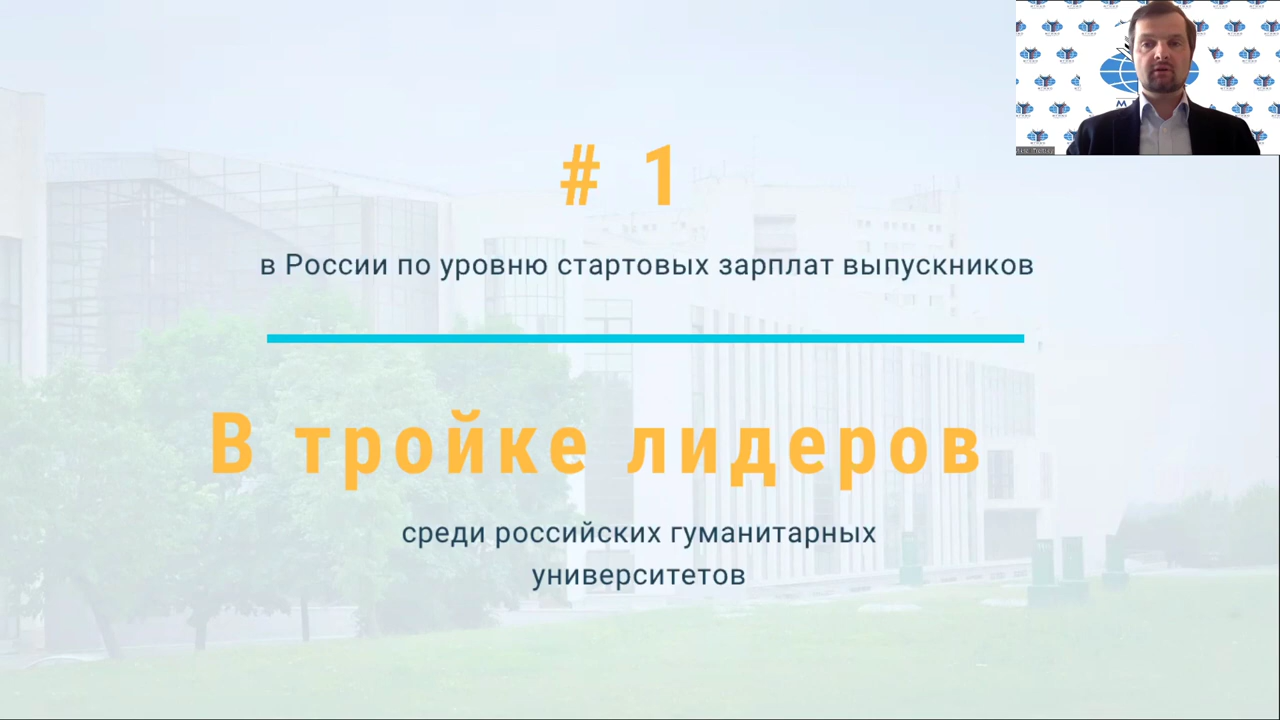 # 1
в России по уровню стартовых зарплат выпускников
В тройке лидеров
среди российских гуманитарных
университетов